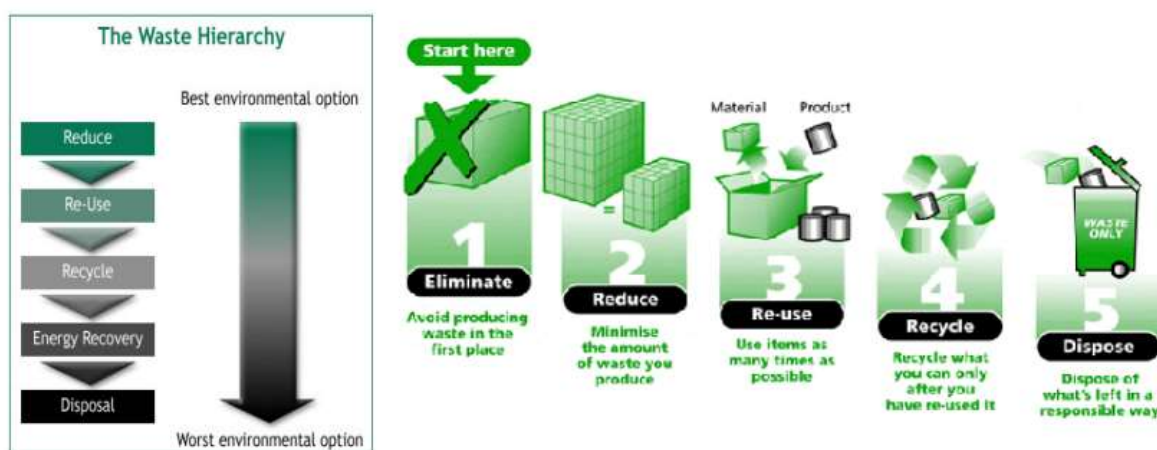 The Waste Hierarchy
Best environmental option
Reduce
Re-Use
Recycle
Energy Recovery
Disposal
Worst environmental option
Start here
1
Eliminate
Avoid producing
waste in the
first place
2
Reduce
Minimise
the amount
of waste you
produce
=
Material
Product
3
Re-use
Use items as
many times as
possible
4
Recycle
Recycle what
you can only
after you
have re-used it
WASTE
ONLY
5
Dispose
Dispose of
what's left in a
responsible way